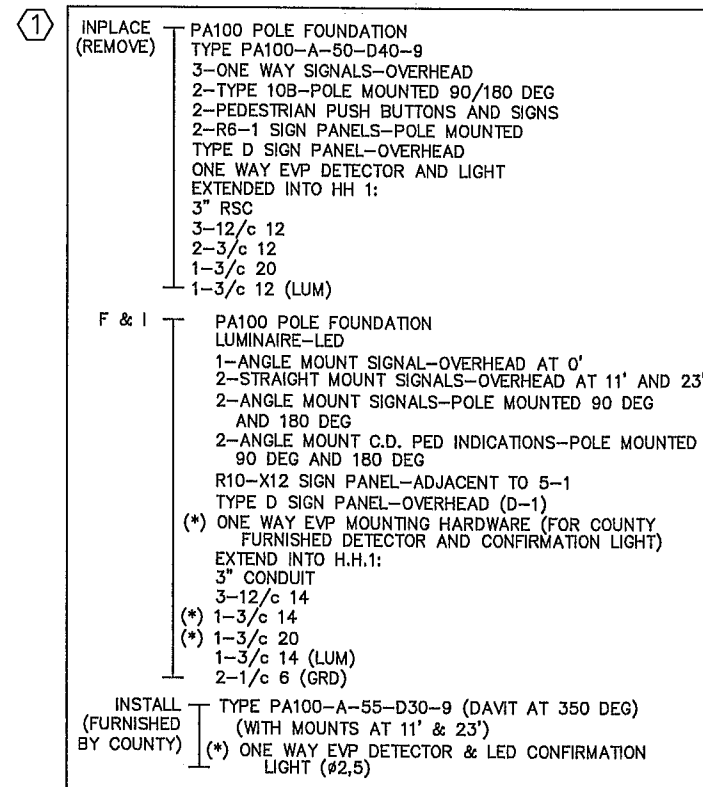 1
INPLACE (REMOVE)
PA100 POLE FOUNDATION
TYPE PA100-A-50-D40-9
3-ONE WAY SIGNALS-OVERHEAD
2-TYPE 10B-POLE MOUNTED 90/180 DEG
2-PEDESTRIAN PUSH BUTTONS AND SIGNS
2-R6-1 SIGN PANELS-POLE MOUNTED
TYPE D SIGN PANEL-OVERHEAD
ONE WAY EVP DETECTOR AND LIGHT
EXTENDED INTO HH 1:
3" RSC
3-12/c 12
2-3/c 12
1-3/c 20
1-3/c 12 (LUM)
F & I
PA100 POLE FOUNDATION
LUMINAIRE-LED
1-ANGLE MOUNT SIGNAL-OVERHEAD AT 0'
2-STRAIGHT MOUNT SIGNALS-OVERHEAD AT 11' AND 23'
2-ANGLE MOUNT SIGNALS-POLE MOUNTED 90 DEG
AND 180 DEG
2-ANGLE MOUNT C.D. PED INDICATIONS-POLE MOUNTED
90 DEG AND 180 DEG
R10-X12 SIGN PANEL-ADJACENT TO 5-1
TYPE D SIGN PANEL-OVERHEAD (D-1)
(*) ONE WAY EVP MOUNTING HARDWARE (FOR COUNTY
FURNISHED DETECTOR AND CONFIRMATION LIGHT)
EXTEND INTO H.H.1:
3" CONDUIT
3-12/c 14
(*) 1-3/c 14
(*) 1-3/c 20
1-3/c 14 (LUM)
2-1/c 6 (GRD)
INSTALL
(FURNISHED
BY COUNTY)
TYPE PA100-A-55-D30-9 (DAVIT AT 350 DEG)
(WITH MOUNTS AT 11' & 23')
(*) ONE WAY EVP DETECTOR & LED CONFIRMATION
LIGHT (ø2,5)